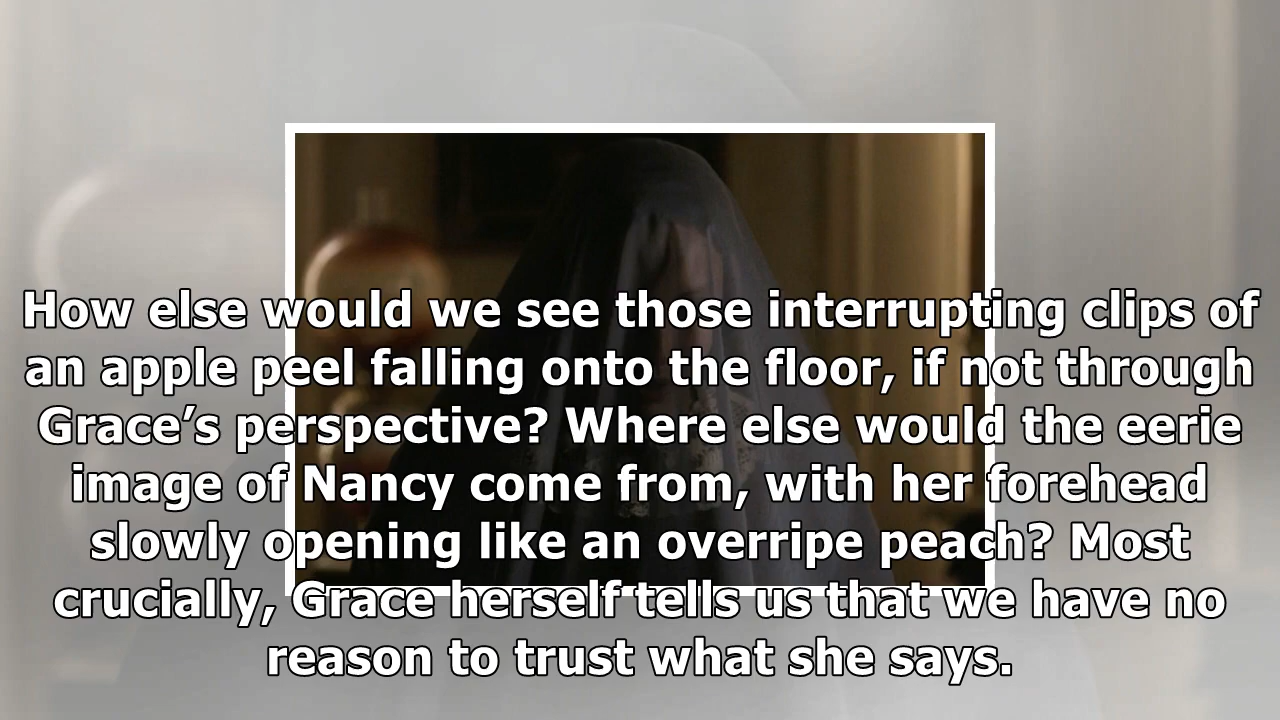 How else would we see those interrupting clips of
an apple peel falling onto the floor, if not through
Grace’s perspective? Where else would the eerie
image of Nancy come from, with her forehead
slowly opening like an overripe peach? Most
crucially, Grace herself tells us that we have no
reason to trust what she says.